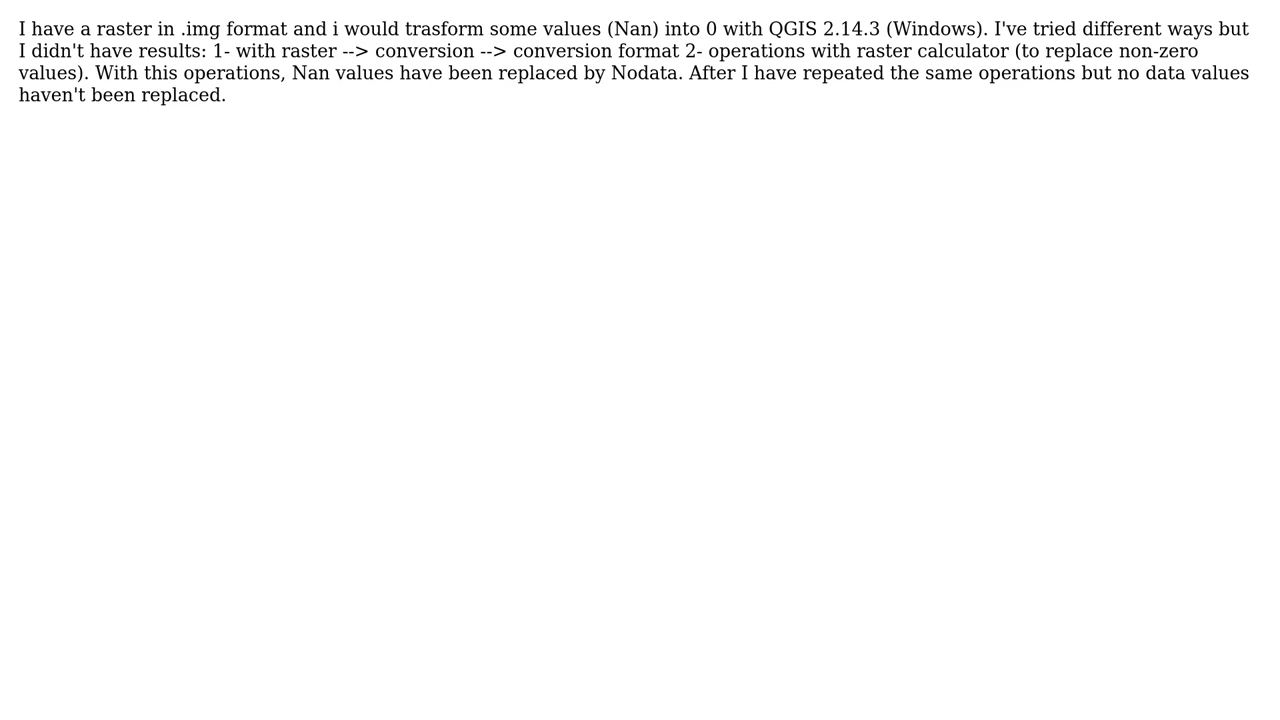 I have a raster in .img format and i would trasform some values (Nan) into 0 with QGIS 2.14.3 (Windows). I've tried different ways but
I didn't have results: 1- with raster --> conversion --> conversion format 2- operations with raster calculator (to replace non-zero
values). With this operations, Nan values have been replaced by Nodata. After I have repeated the same operations but no data values
haven't been replaced.